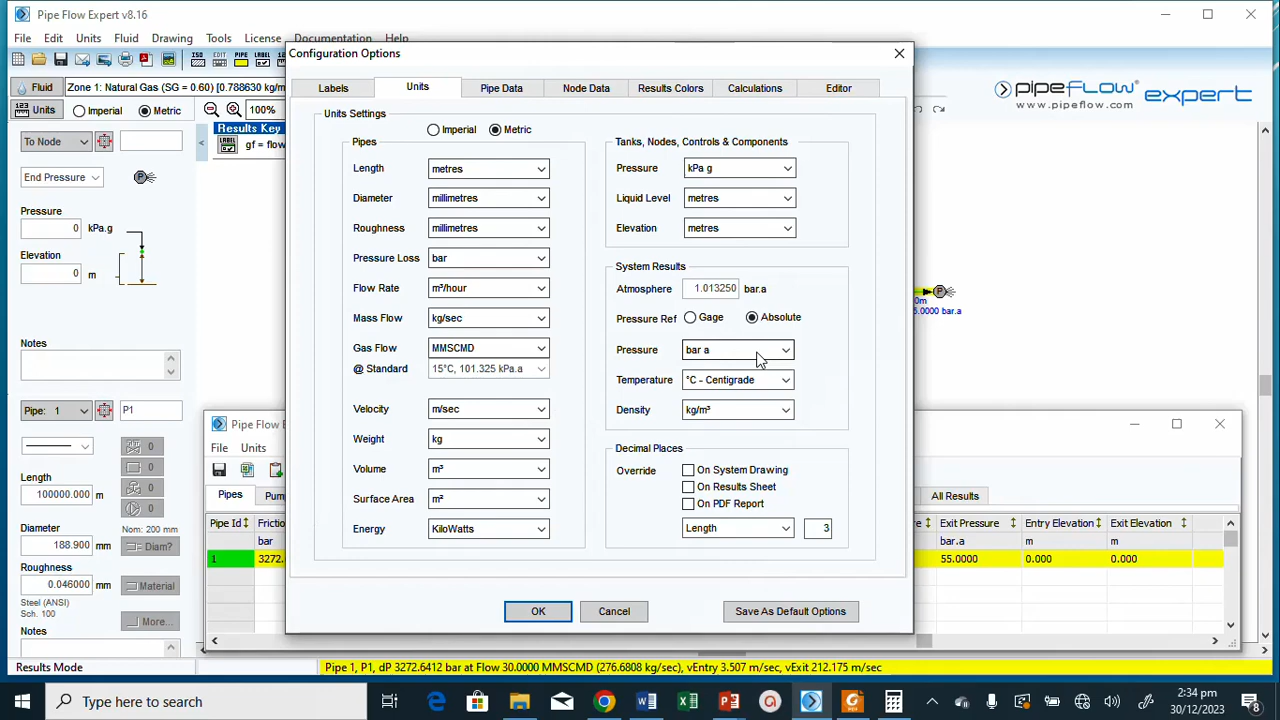 Pipe Flow Expert v8.16
File Edit Units Fluid Drawing Tools License Documentation Help
Fluid Zone 1: Natural Gas (SG = 0.60) [0.788630 kg/m
Units Imperial Metric 100%
pipeflow expert
www.pipeflow.com
Results Key
gf = flow
To Node
End Pressure
Pressure
0 kPa.g
Elevation
0 m
Notes
Pipe: 1 P1
0
0
0
0
Length
100000.000 m
Diameter Nom: 200 mm
188.900 mm Diam?
Roughness
0.046000 mm Material
Steel (ANSI)
Sch. 100
More...
Notes
Configuration Options
Labels Units Pipe Data Node Data Results Colors Calculations Editor
Units Settings
Imperial Metric
Pipes
Length metres
Diameter millimetres
Roughness millimetres
Pressure Loss bar
Flow Rate m³/hour
Mass Flow kg/sec
Gas Flow MMSCMD
@ Standard 15°C, 101.325 kPa.a
Velocity m/sec
Weight kg
Volume m³
Surface Area m²
Energy KiloWatts
Tanks, Nodes, Controls & Components
Pressure kPa g
Liquid Level metres
Elevation metres
System Results
Atmosphere 1.013250 bar.a
Pressure Ref Gage Absolute
Pressure bar a
Temperature °C - Centigrade
Density kg/m³
Decimal Places
Override On System Drawing
On Results Sheet
On PDF Report
Length 3
OK Cancel Save As Default Options
0m
5.0000 bar.a
Pipe Flow E
File Units
Pipes Pum All Results
Pipe Id Frictio Exit Pressure Entry Elevation Exit Elevation
bar bar.a m m
1 3272. 55.0000 0.000 0.000
Results Mode Pipe 1, P1, dP 3272.6412 bar at Flow 30.0000 MMSCMD (276.6808 kg/sec), vEntry 3.507 m/sec, vExit 212.175 m/sec
Type here to search
2:34 pm
30/12/2023
8